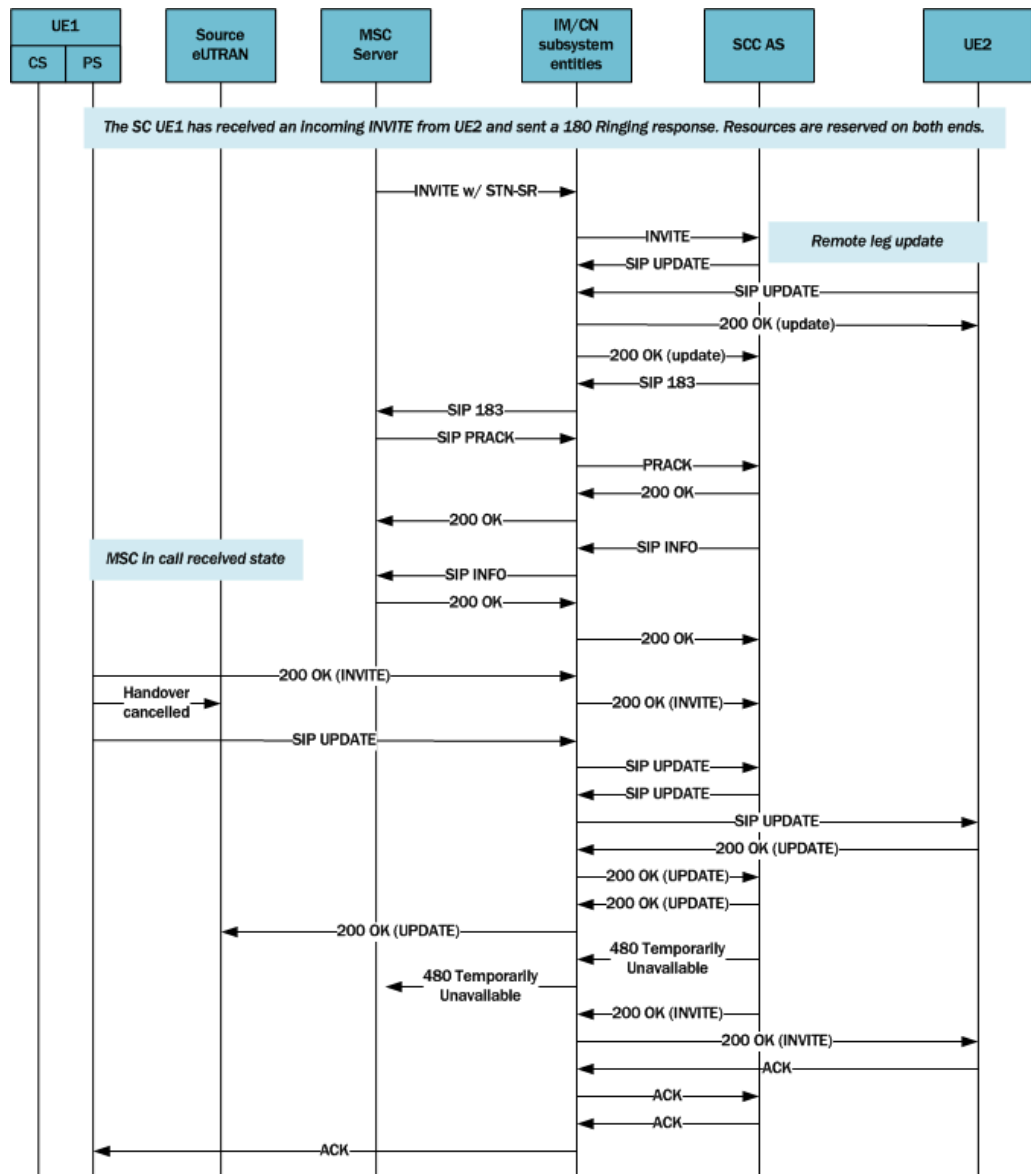 UE1
CS PS
Source
eUTRAN
MSC
Server
IM/CN
subsystem
entities
SCC AS
UE2
The SC UE1 has received an incoming INVITE from UE2 and sent a 180 Ringing response. Resources are reserved on both ends.
INVITE w/ STN-SR
INVITE
Remote leg update
SIP UPDATE
SIP UPDATE
200 OK (update)
200 OK (update)
SIP 183
SIP 183
SIP PRACK
PRACK
200 OK
200 OK
SIP INFO
MSC in call received state
SIP INFO
200 OK
200 OK
200 OK (INVITE)
Handover
cancelled
200 OK (INVITE)
SIP UPDATE
SIP UPDATE
SIP UPDATE
SIP UPDATE
200 OK (UPDATE)
200 OK (UPDATE)
200 OK (UPDATE)
200 OK (UPDATE)
480 Temporarily
Unavailable
480 Temporarily
Unavailable
200 OK (INVITE)
200 OK (INVITE)
ACK
ACK
ACK
ACK